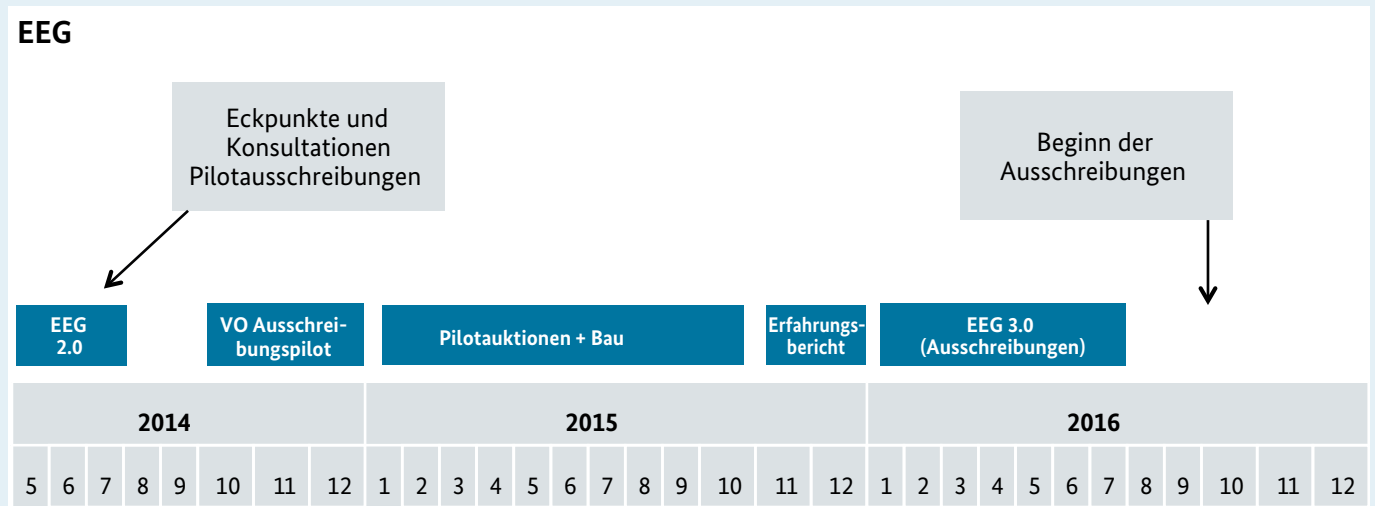 EEG
Eckpunkte und
Konsultationen
Pilotausschreibungen
Beginn der
Ausschreibungen
EEG
2.0
VO Ausschrei-
bungspilot
Pilotauktionen + Bau
Erfahrungs-
bericht
EEG 3.0
(Ausschreibungen)
2014 2015 2016
5 6 7 8 9 10 11 12 1 2 3 4 5 6 7 8 9 10 11 12 1 2 3 4 5 6 7 8 9 10 11 12